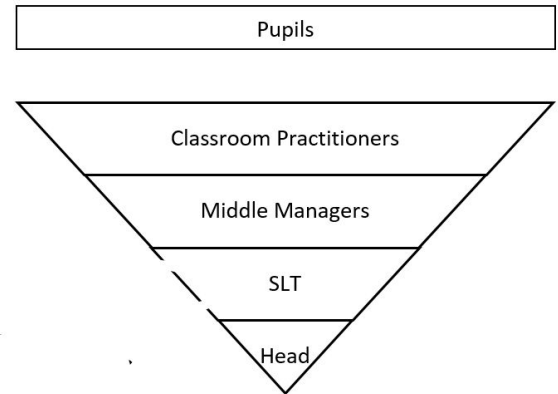 Pupils
Classroom Practitioners
Middle Managers
SLT
Head